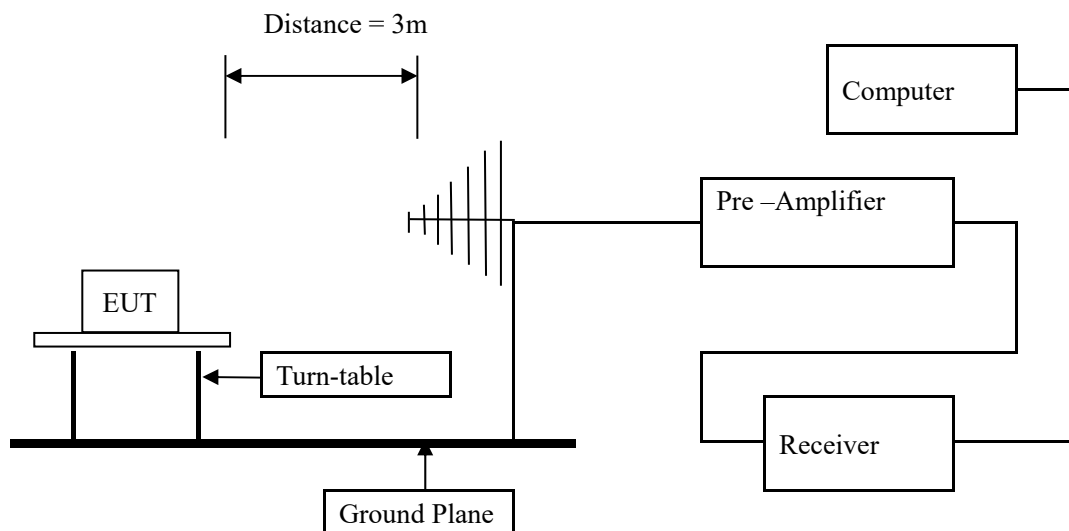 Distance = 3m
Computer
Pre –Amplifier
EUT
Turn-table
Receiver
Ground Plane